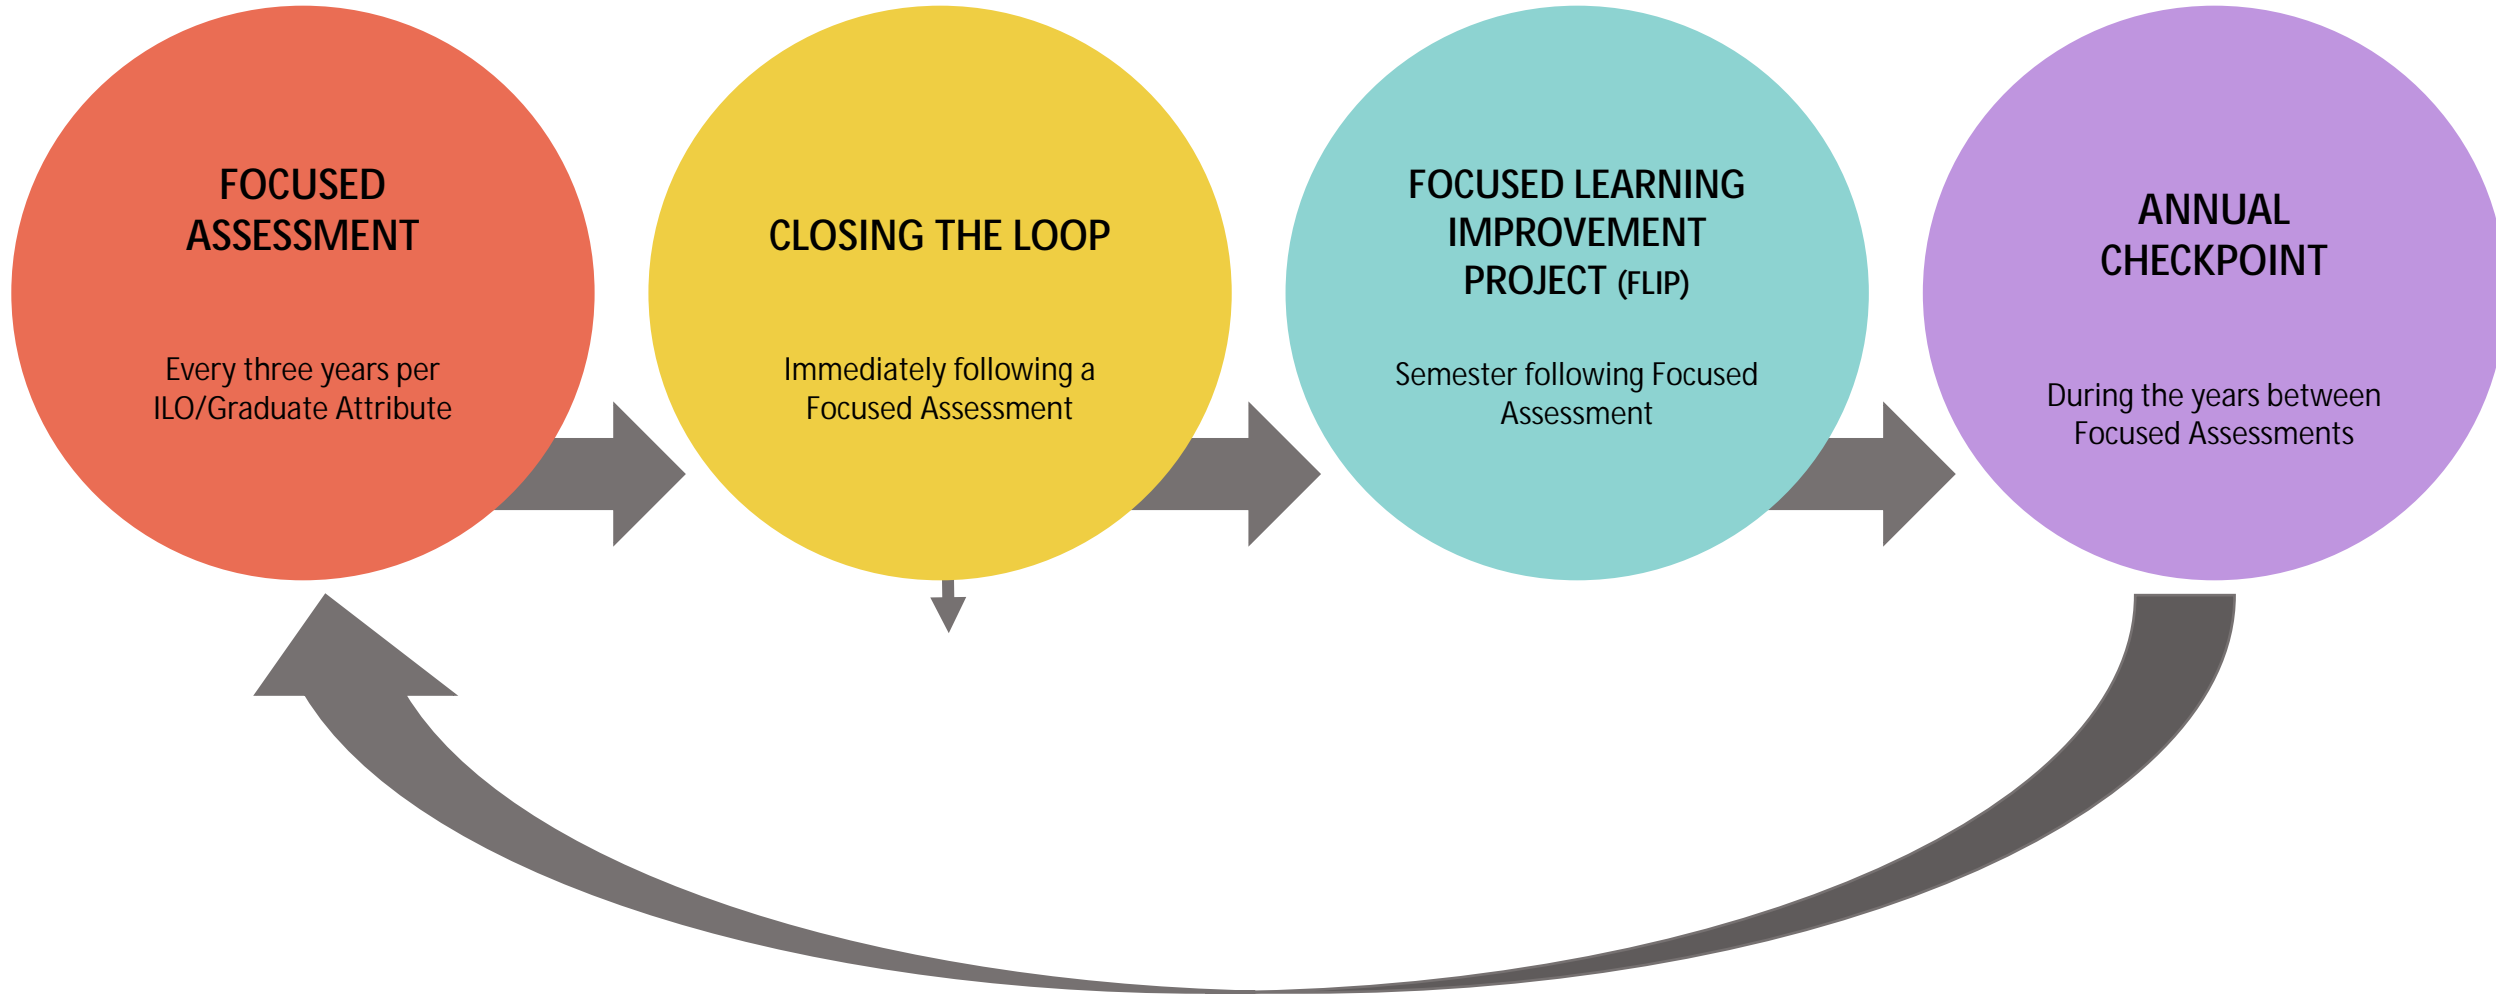 FOCUSED
ASSESSMENT
Every three years per
ILO/Graduate Attribute
CLOSING THE LOOP
Immediately following a
Focused Assessment
FOCUSED LEARNING
IMPROVEMENT
PROJECT (FLIP)
Semester following Focused
Assessment
ANNUAL
CHECKPOINT
During the years between
Focused Assessments